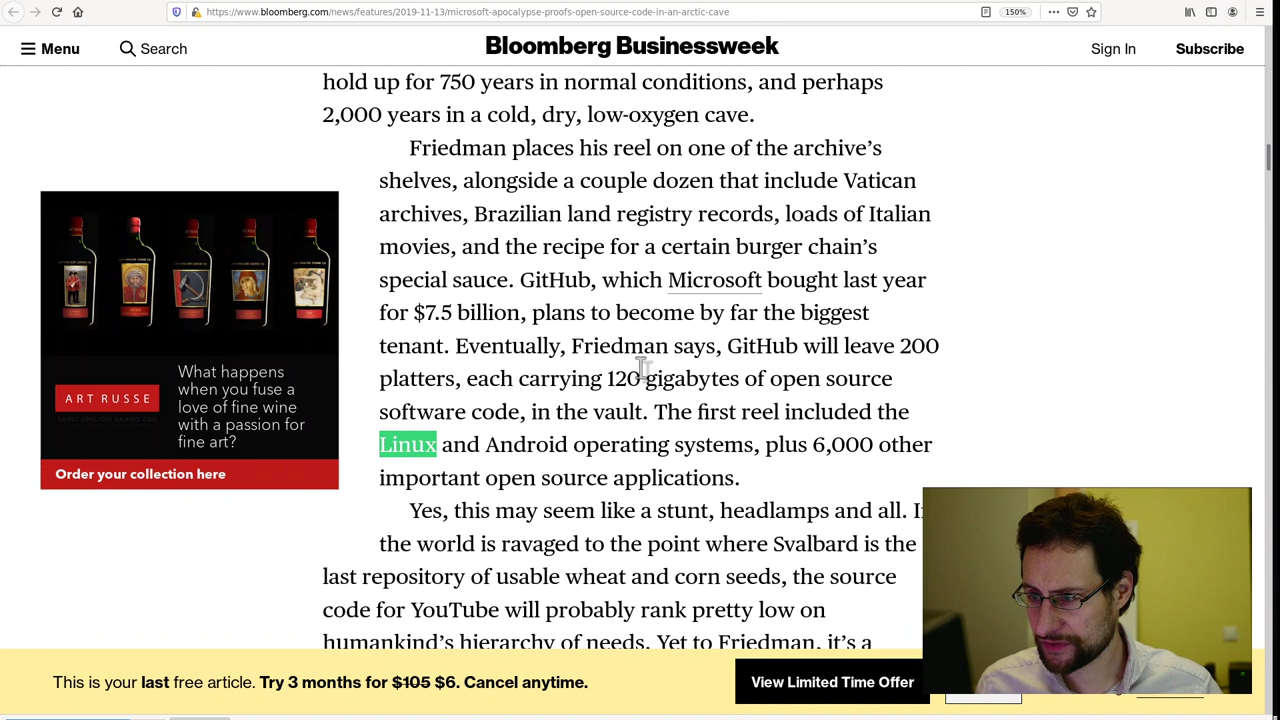 https://www.bloomberg.com/news/features/2019-11-13/microsoft-apocalypse-proofs-open-source-code-in-an-arctic-cave
150%
Menu
Search
Bloomberg Businessweek
Sign In
Subscribe
hold up for 750 years in normal conditions, and perhaps
2,000 years in a cold, dry, low-oxygen cave.
Friedman places his reel on one of the archive’s
shelves, alongside a couple dozen that include Vatican
archives, Brazilian land registry records, loads of Italian
movies, and the recipe for a certain burger chain’s
special sauce. GitHub, which Microsoft bought last year
for $7.5 billion, plans to become by far the biggest
tenant. Eventually, Friedman says, GitHub will leave 200
platters, each carrying 120 gigabytes of open source
software code, in the vault. The first reel included the
Linux and Android operating systems, plus 6,000 other
important open source applications.
Yes, this may seem like a stunt, headlamps and all.
the world is ravaged to the point where Svalbard is the
last repository of usable wheat and corn seeds, the source
code for YouTube will probably rank pretty low on
humankind’s hierarchy of needs. Yet to Friedman, it’s a
ART RUSSE
What happens
when you fuse a
love of fine wine
with a passion for
fine art?
Order your collection here
This is your last free article. Try 3 months for $105 $6. Cancel anytime.
View Limited Time Offer